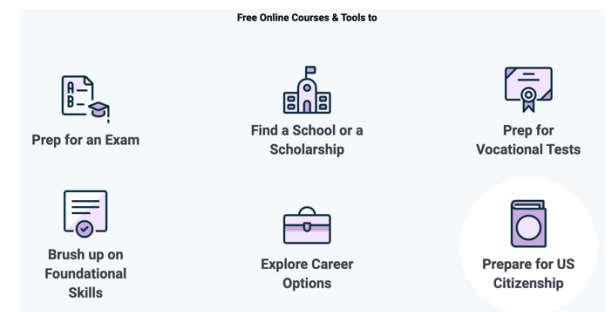 Free Online Courses & Tools to
A
B
Prep for an Exam
Find a School or a
Scholarship
Prep for
Vocational Tests
Brush up on
Foundational
Skills
Explore Career
Options
Prepare for US
Citizenship